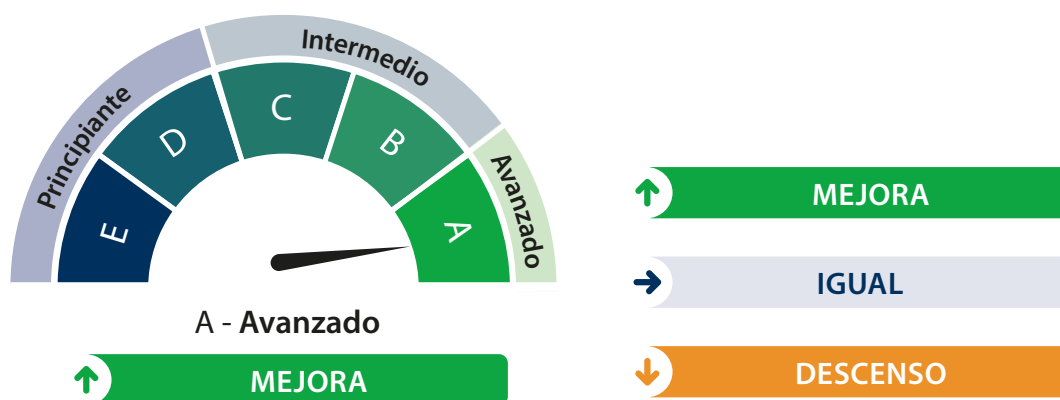 Principiante
Intermedio
Avanzado
E
D
C
B
A
A - Avanzado
MEJORA
MEJORA
IGUAL
DESCENSO